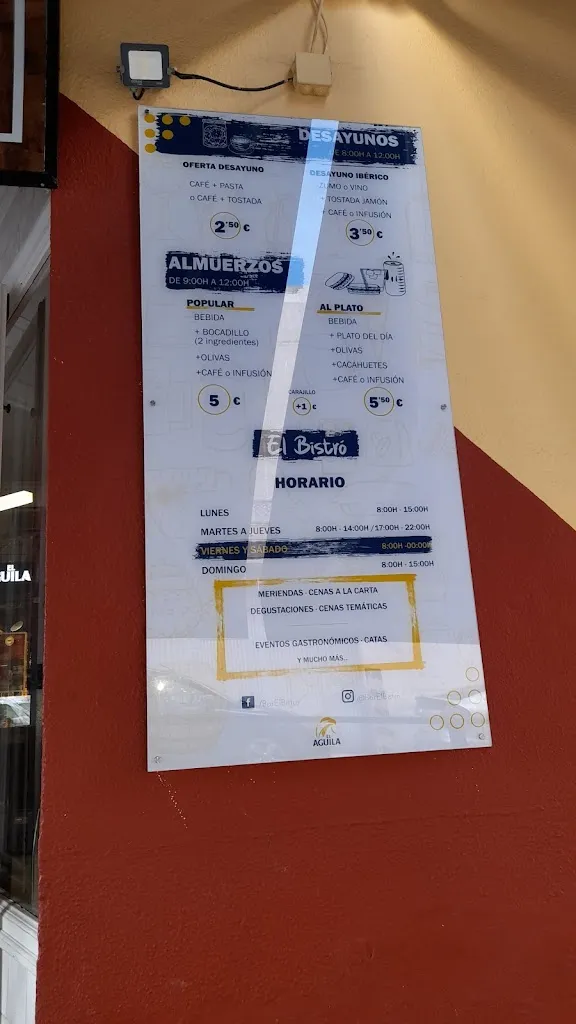 DESAYUNOS
DE 8:00H A 12:00H
OFERTA DESAYUNO
CAFÉ + PASTA
o CAFÉ + TOSTADA
2'50 €
DESAYUNO IBÉRICO
ZUMO o VINO
+ TOSTADA JAMÓN
+ CAFÉ o INFUSIÓN
3'50 €
ALMUERZOS
DE 9:00H A 12:00H
POPULAR
BEBIDA
+ BOCADILLO
(2 ingredientes)
+OLIVAS
+CAFÉ o INFUSIÓN
5 €
AL PLATO
BEBIDA
+ PLATO DEL DÍA
+OLIVAS
+CACAHUETES
+CAFÉ o INFUSIÓN
5'50 €
CARAJILLO
+1 €
El Bistró
HORARIO
LUNES 8:00H - 15:00H
MARTES A JUEVES 8:00H - 14:00H / 17:00H - 22:00H
VIERNES Y SÁBADO 8:00H -00:00H
DOMINGO 8:00H - 15:00H
MERIENDAS - CENAS A LA CARTA
DEGUSTACIONES - CENAS TEMÁTICAS
EVENTOS GASTRONÓMICOS - CATAS
Y MUCHO MÁS...
EL
AGUILA